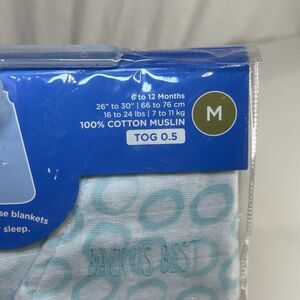 6 to 12 Months
26" to 30" | 66 to 76 cm
16 to 24 lbs | 7 to 11 kg
100% COTTON MUSLIN
TOG 0.5
M
se blankets
sleep.
BACK IS BEST